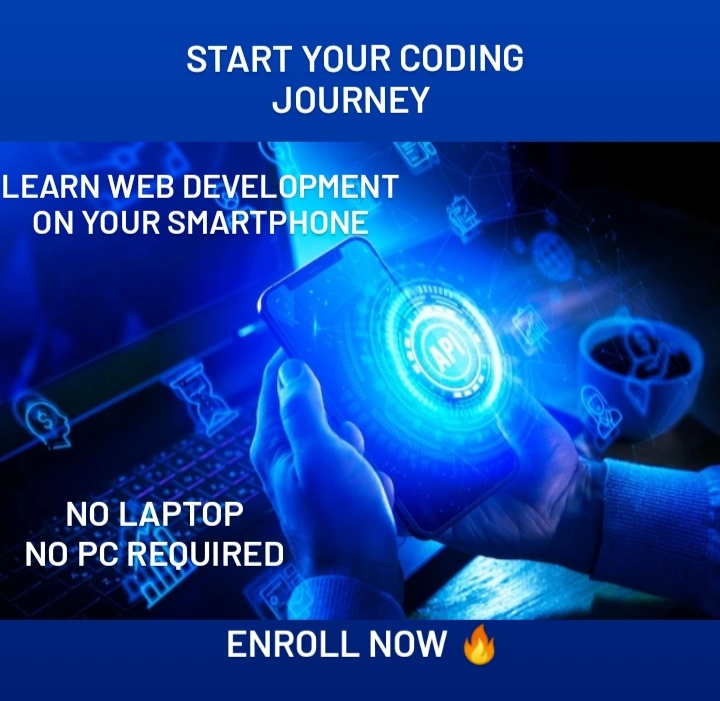 START YOUR CODING
JOURNEY
LEARN WEB DEVELOPMENT
ON YOUR SMARTPHONE
API
NO LAPTOP
NO PC REQUIRED
ENROLL NOW 🔥